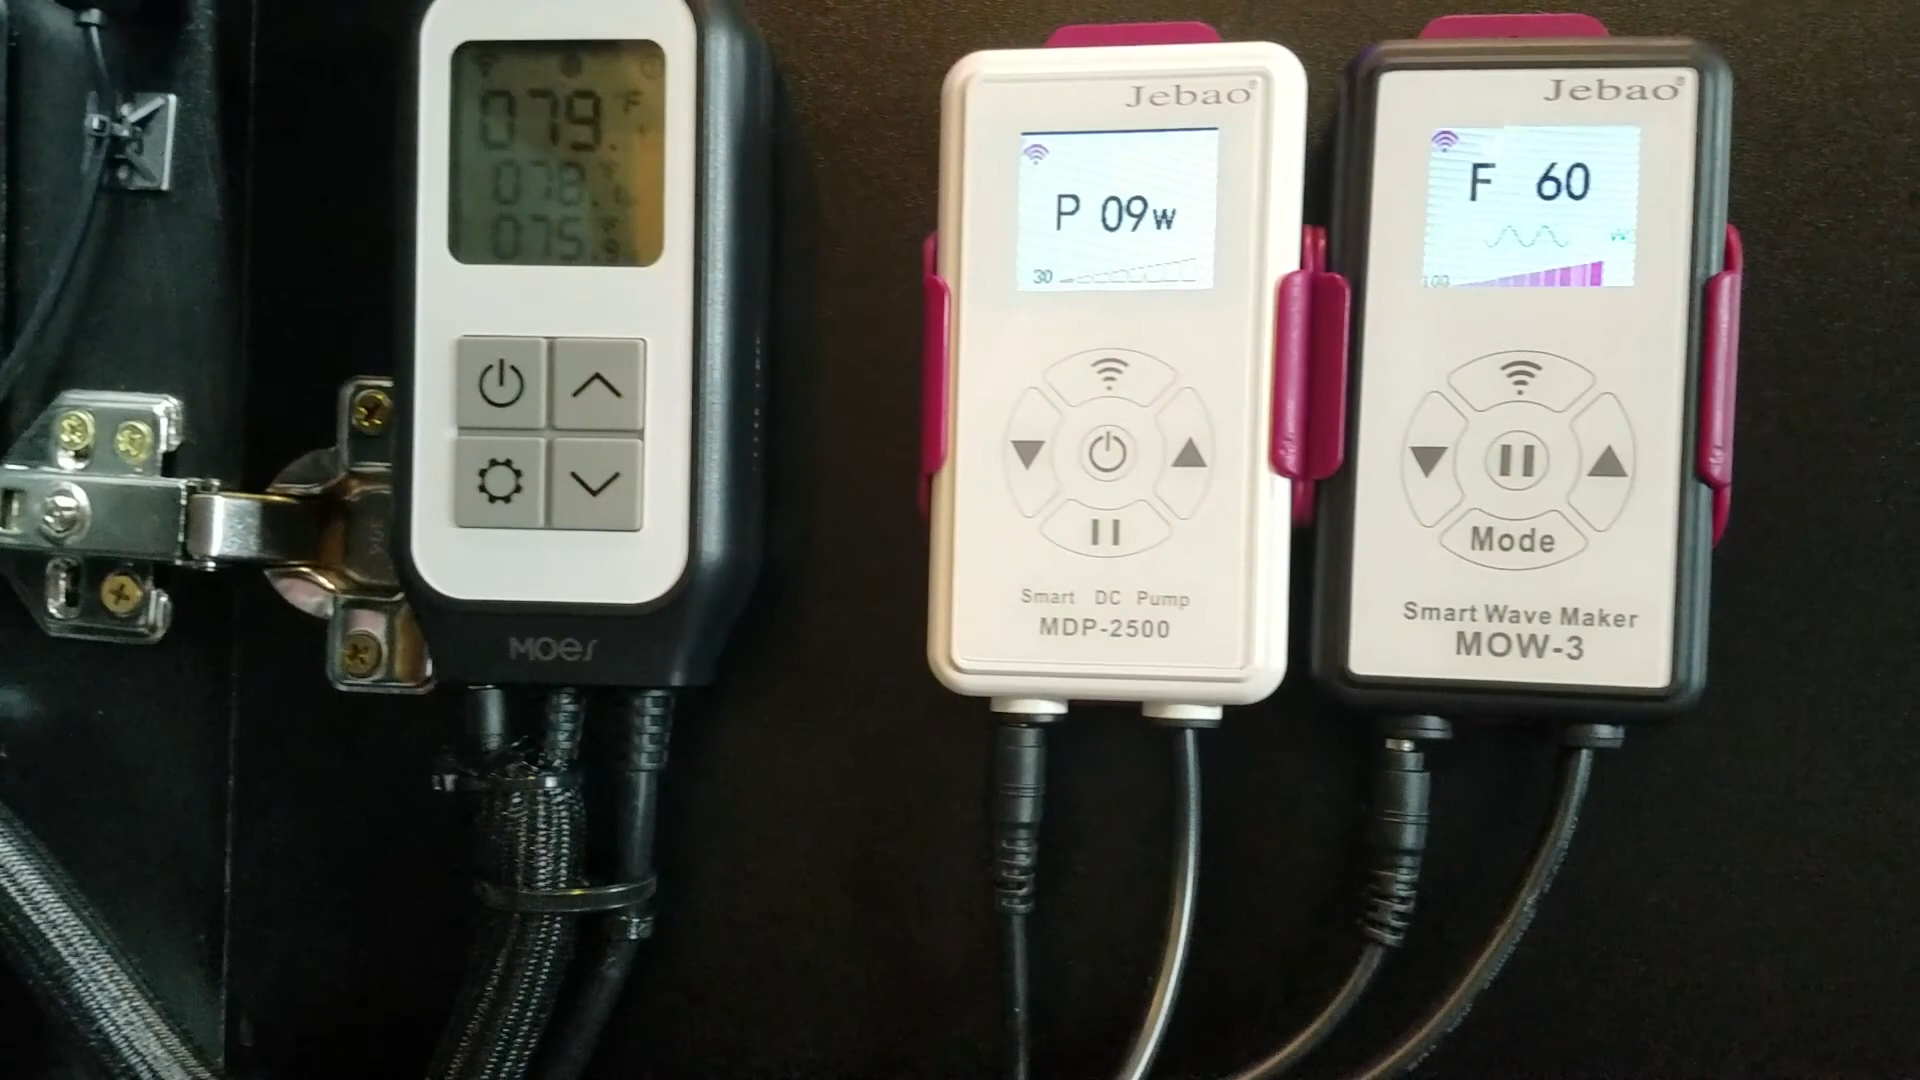 079.
°F
078.
075.
MOES
Jebao®
P 09w
30
Smart DC Pump
MDP-2500
Jebao®
F 60
100
Mode
Smart Wave Maker
MOW-3